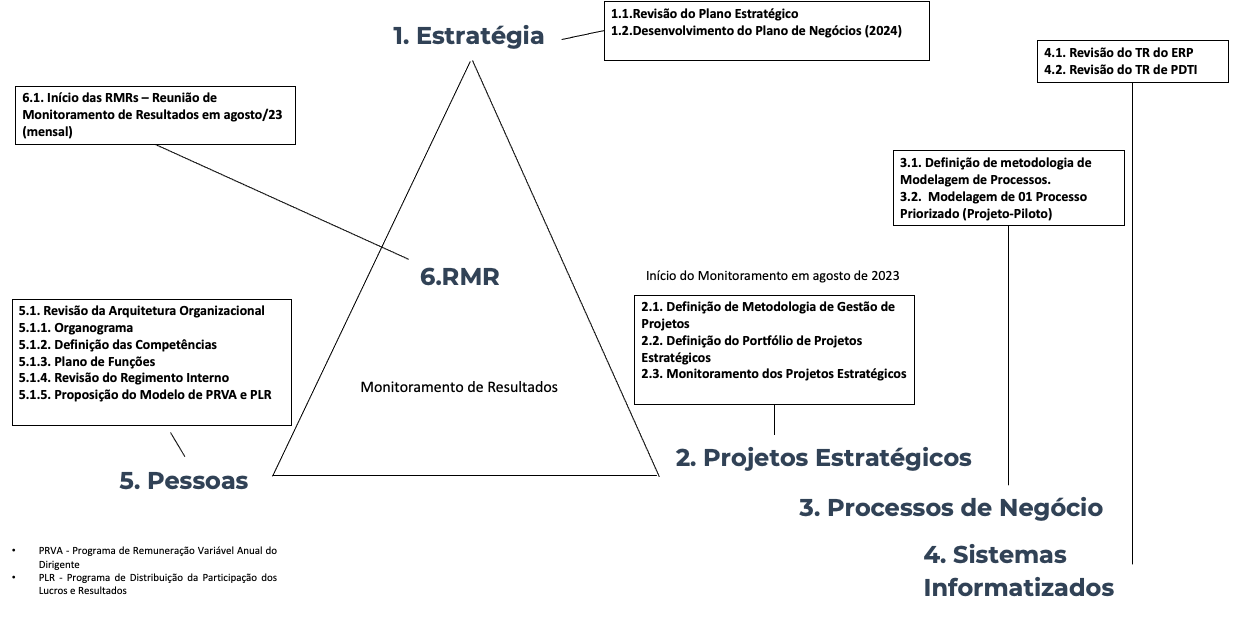 1. Estratégia
1.1.Revisão do Plano Estratégico
1.2.Desenvolvimento do Plano de Negócios (2024)
4.1. Revisão do TR do ERP
4.2. Revisão do TR de PDTI
6.1. Início das RMRs – Reunião de
Monitoramento de Resultados em agosto/23
(mensal)
3.1. Definição de metodologia de
Modelagem de Processos.
3.2. Modelagem de 01 Processo
Priorizado (Projeto-Piloto)
6.RMR
Início do Monitoramento em agosto de 2023
2.1. Definição de Metodologia de Gestão de
Projetos
2.2. Definição do Portfólio de Projetos
Estratégicos
2.3. Monitoramento dos Projetos Estratégicos
5.1. Revisão da Arquitetura Organizacional
5.1.1. Organograma
5.1.2. Definição das Competências
5.1.3. Plano de Funções
5.1.4. Revisão do Regimento Interno
5.1.5. Proposição do Modelo de PRVA e PLR
Monitoramento de Resultados
5. Pessoas
2. Projetos Estratégicos
3. Processos de Negócio
4. Sistemas
Informatizados
• PRVA - Programa de Remuneração Variável Anual do
Dirigente
• PLR - Programa de Distribuição da Participação dos
Lucros e Resultados